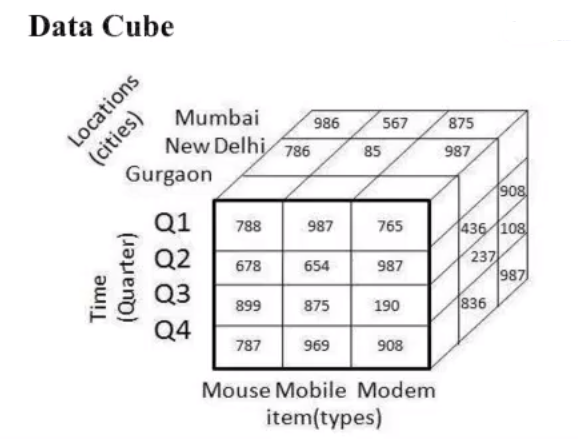 Data Cube
Locations
(cities)
Mumbai 986 567 875
New Delhi 786 85 987
Gurgaon
908
Q1 788 987 765 436 108
Q2 678 654 987 237 987
Q3 899 875 190 836
Q4 787 969 908
Time
(Quarter)
Mouse Mobile Modem
item(types)